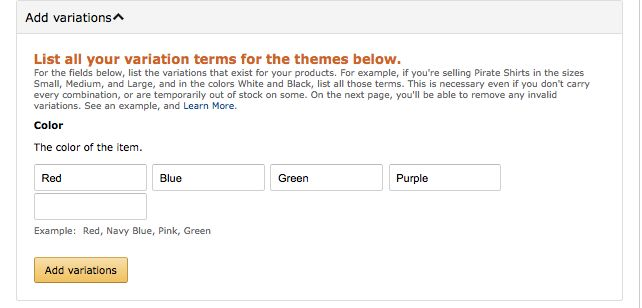 Add variations
List all your variation terms for the themes below.
For the fields below, list the variations that exist for your products. For example, if you're selling Pirate Shirts in the sizes
Small, Medium, and Large, and in the colors White and Black, list all those terms. This is necessary even if you don't carry
every combination, or are temporarily out of stock on some. On the next page, you'll be able to remove any invalid
variations. See an example, and Learn More.
Color
The color of the item.
Red Blue Green Purple
Example: Red, Navy Blue, Pink, Green
Add variations